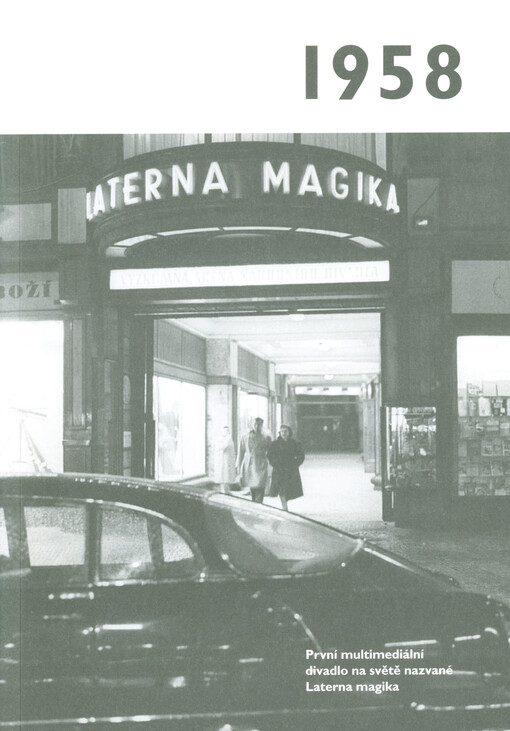 1958
LATERNA MAGIKA
BOŽÍ
První multimediální
divadlo na světě nazvané
Laterna magika